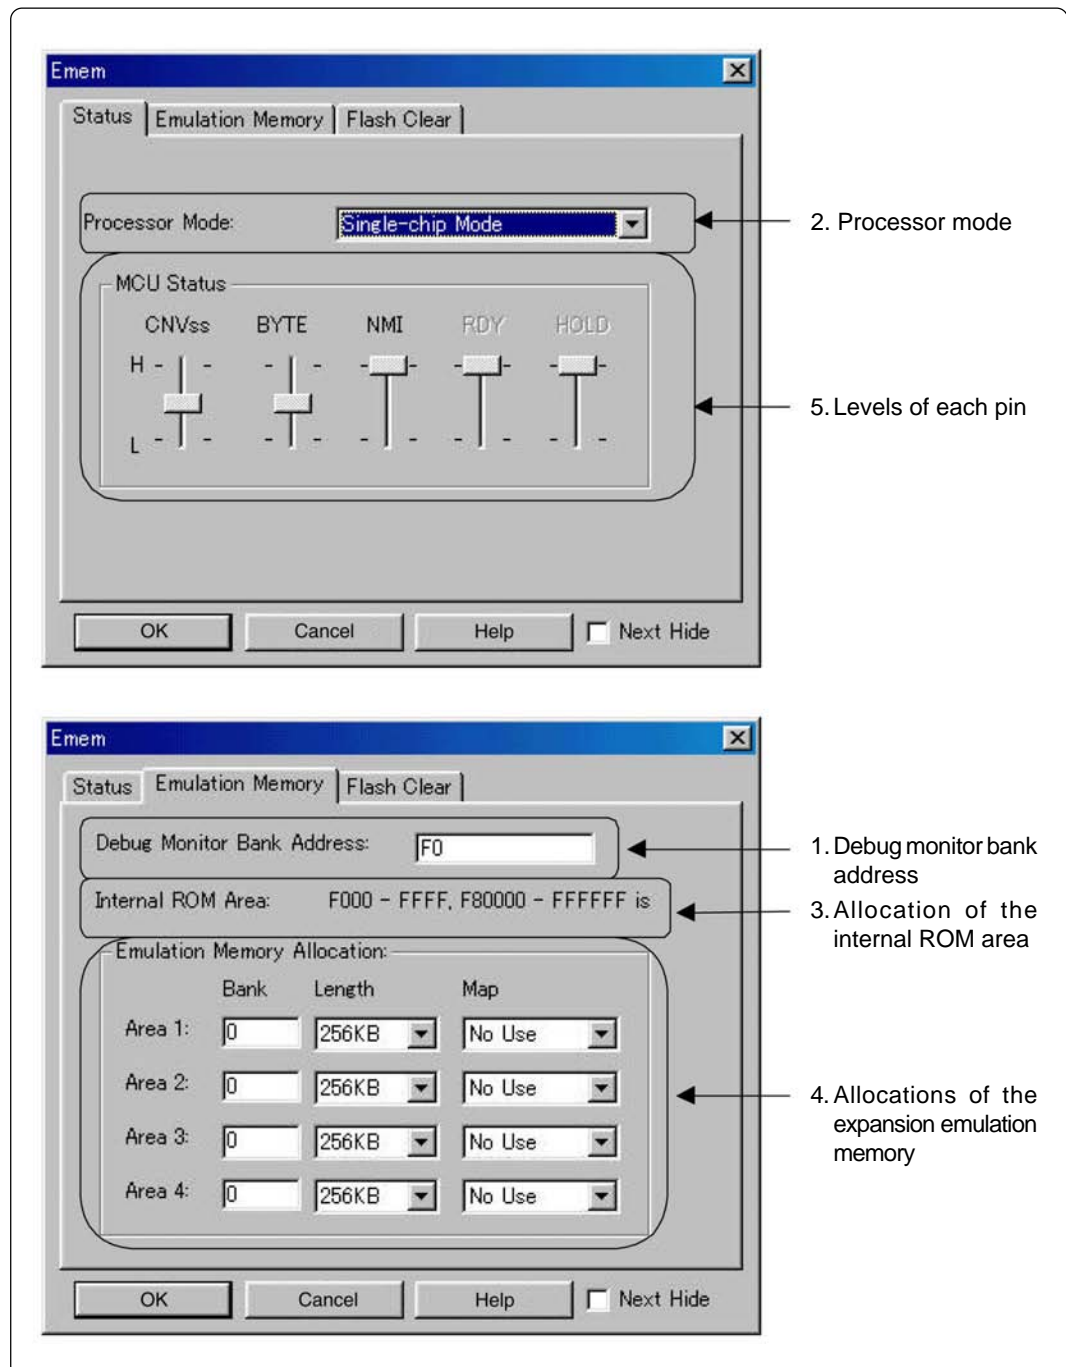 Emem
Status Emulation Memory Flash Clear
Processor Mode: Single-chip Mode
2. Processor mode
MCU Status
CNVss BYTE NMI RDY HOLD
H
L
5. Levels of each pin
OK Cancel Help Next Hide
Emem
Status Emulation Memory Flash Clear
Debug Monitor Bank Address: F0
1. Debug monitor bank
address
Internal ROM Area: F000 - FFFF, F80000 - FFFFFF is
3. Allocation of the
internal ROM area
Emulation Memory Allocation:
Bank Length Map
Area 1: 0 256KB No Use
Area 2: 0 256KB No Use
Area 3: 0 256KB No Use
Area 4: 0 256KB No Use
4. Allocations of the
expansion emulation
memory
OK Cancel Help Next Hide